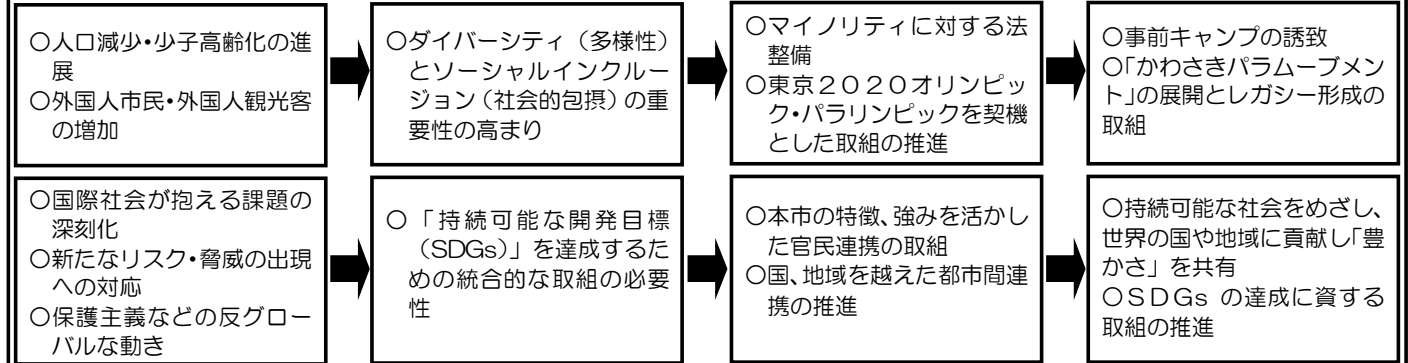 ○人口減少・少子高齢化の進
展
○外国人市民・外国人観光客
の増加
○ダイバーシティ（多様性）
とソーシャルインクルー
ジョン（社会的包摂）の重
要性の高まり
○マイノリティに対する法
整備
○東京２０２０オリンピッ
ク・パラリンピックを契機
とした取組の推進
○事前キャンプの誘致
○「かわさきパラムーブメン
ト」の展開とレガシー形成の
取組
○国際社会が抱える課題の
深刻化
○新たなリスク・脅威の出現
への対応
○保護主義などの反グロー
バルな動き
○「持続可能な開発目標
（SDGs）」を達成するた
めの統合的な取組の必要
性
○本市の特徴、強みを活かし
た官民連携の取組
○国、地域を越えた都市間連
携の推進
○持続可能な社会をめざし、
世界の国や地域に貢献し「豊
かさ」を共有
○ＳＤＧｓの達成に資する
取組の推進